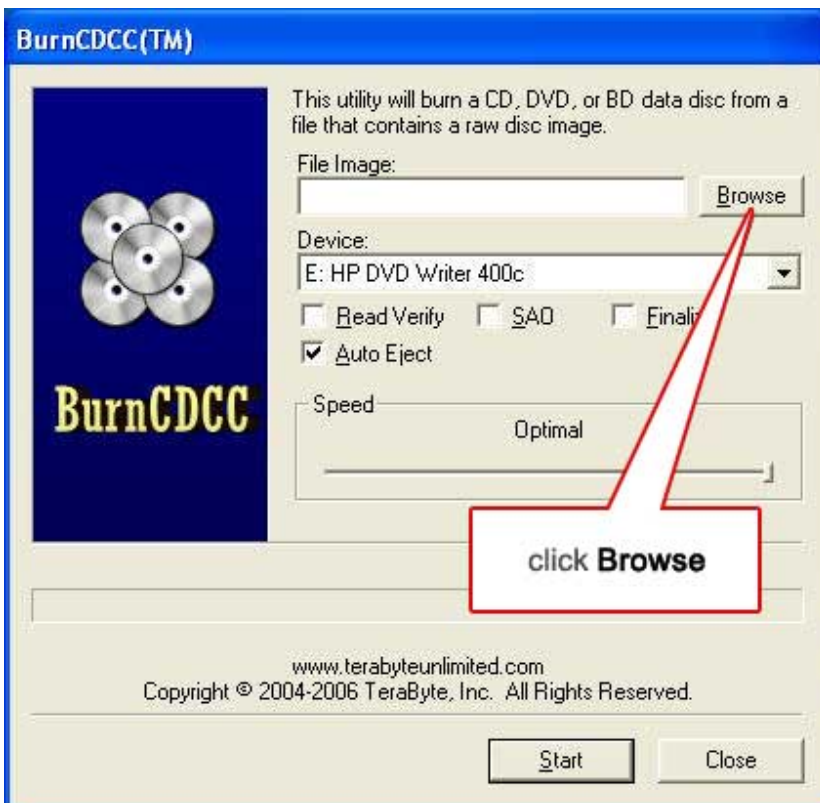 BurnCDCC(TM)
This utility will burn a CD, DVD, or BD data disc from a
file that contains a raw disc image.
File Image:
Browse
Device:
E: HP DVD Writer 400c
Read Verify SAO
Auto Eject
BurnCDCC
Speed
Optimal
click Browse
www.terabyteunlimited.com
Copyright © 2004-2006 TeraByte, Inc. All Rights Reserved.
Start Close